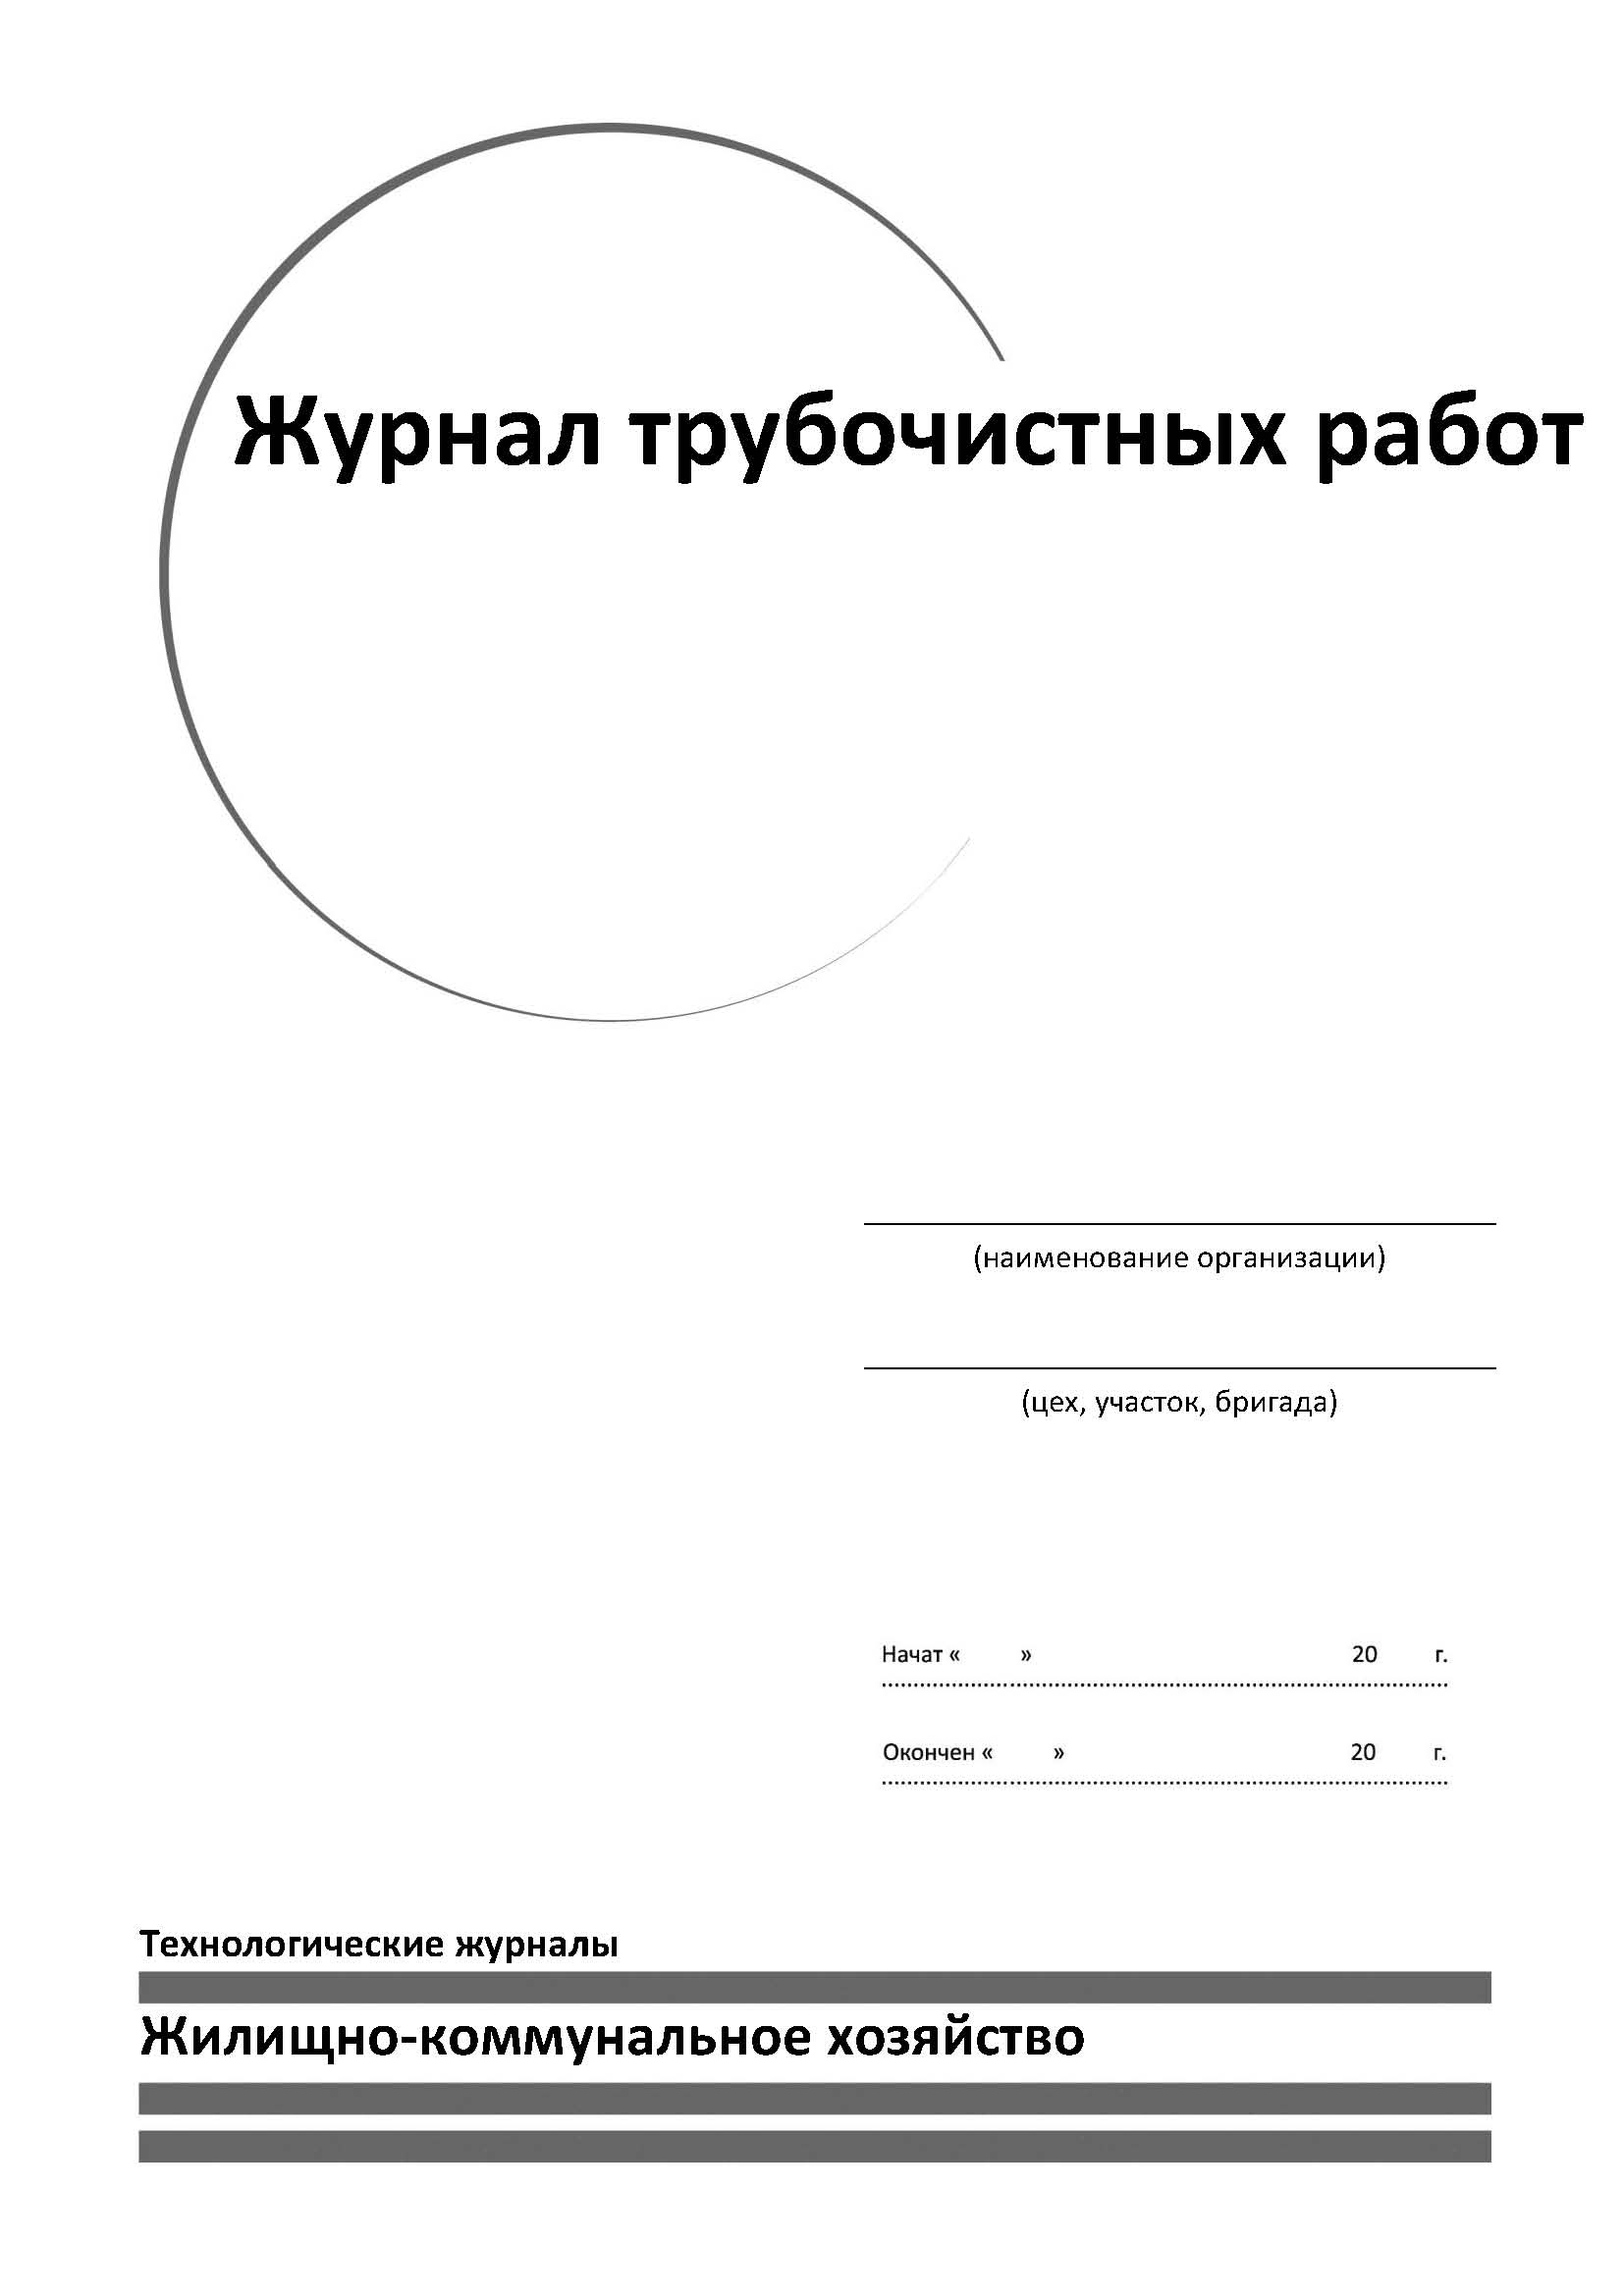 Журнал трубочистных работ
(наименование организации)
(цех, участок, бригада)
Начат « » 20 г.
Окончен « » 20 г.
Технологические журналы
Жилищно-коммунальное хозяйство